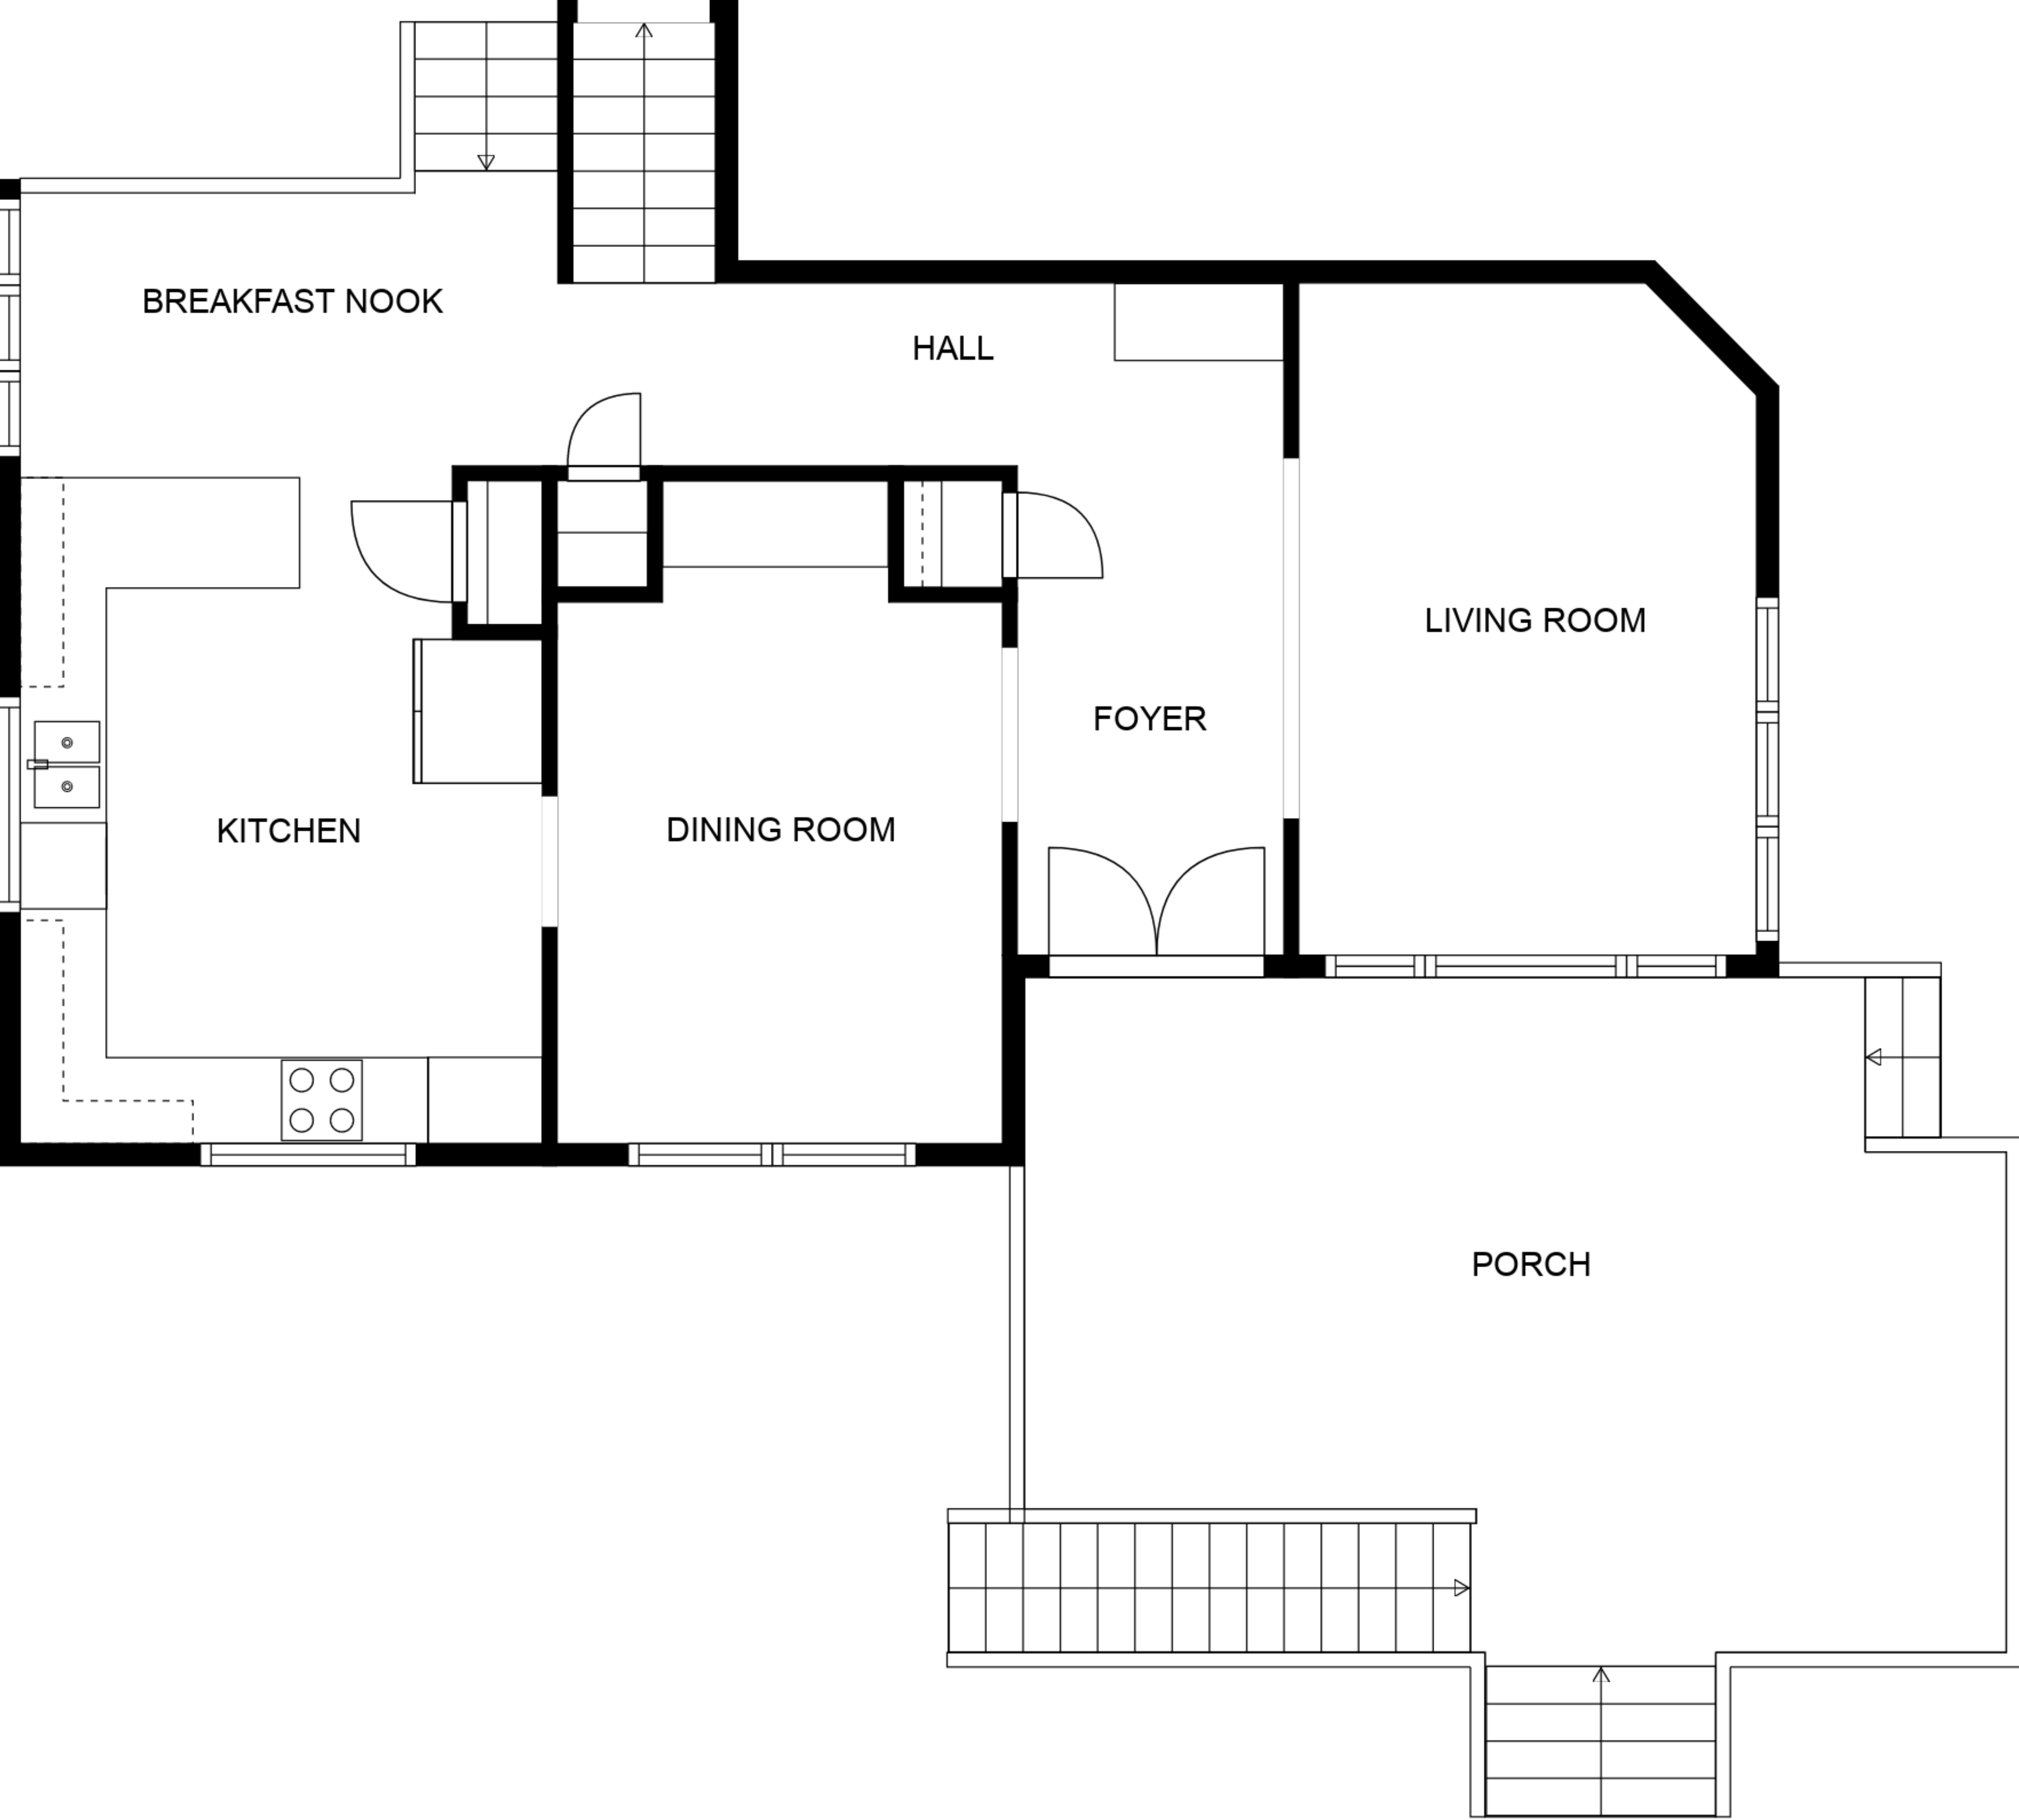 BREAKFAST NOOK
HALL
LIVING ROOM
FOYER
KITCHEN
DINING ROOM
PORCH